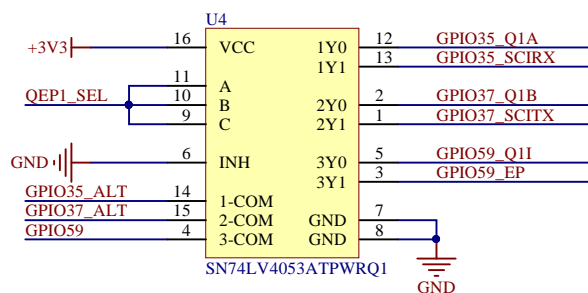 U4
+3V3 16 VCC 1Y0 12 GPIO35_Q1A
1Y1 13 GPIO35_SCIRX
11 A
QEP1_SEL 10 B 2Y0 2 GPIO37_Q1B
9 C 2Y1 1 GPIO37_SCITX
GND 6 INH 3Y0 5 GPIO59_Q1I
3Y1 3 GPIO59_EP
GPIO35_ALT 14 1-COM
GPIO37_ALT 15 2-COM GND 7
GPIO59 4 3-COM GND 8
SN74LV4053ATPWRQ1
GND